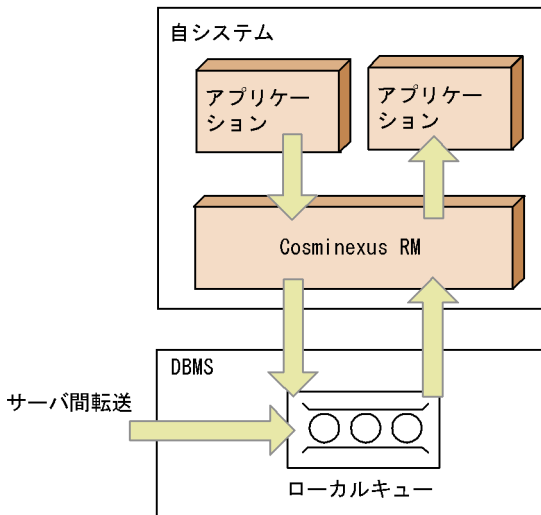 自システム
アプリケー
ション
アプリケー
ション
Cosminexus RM
DBMS
サーバ間転送
ローカルキュー